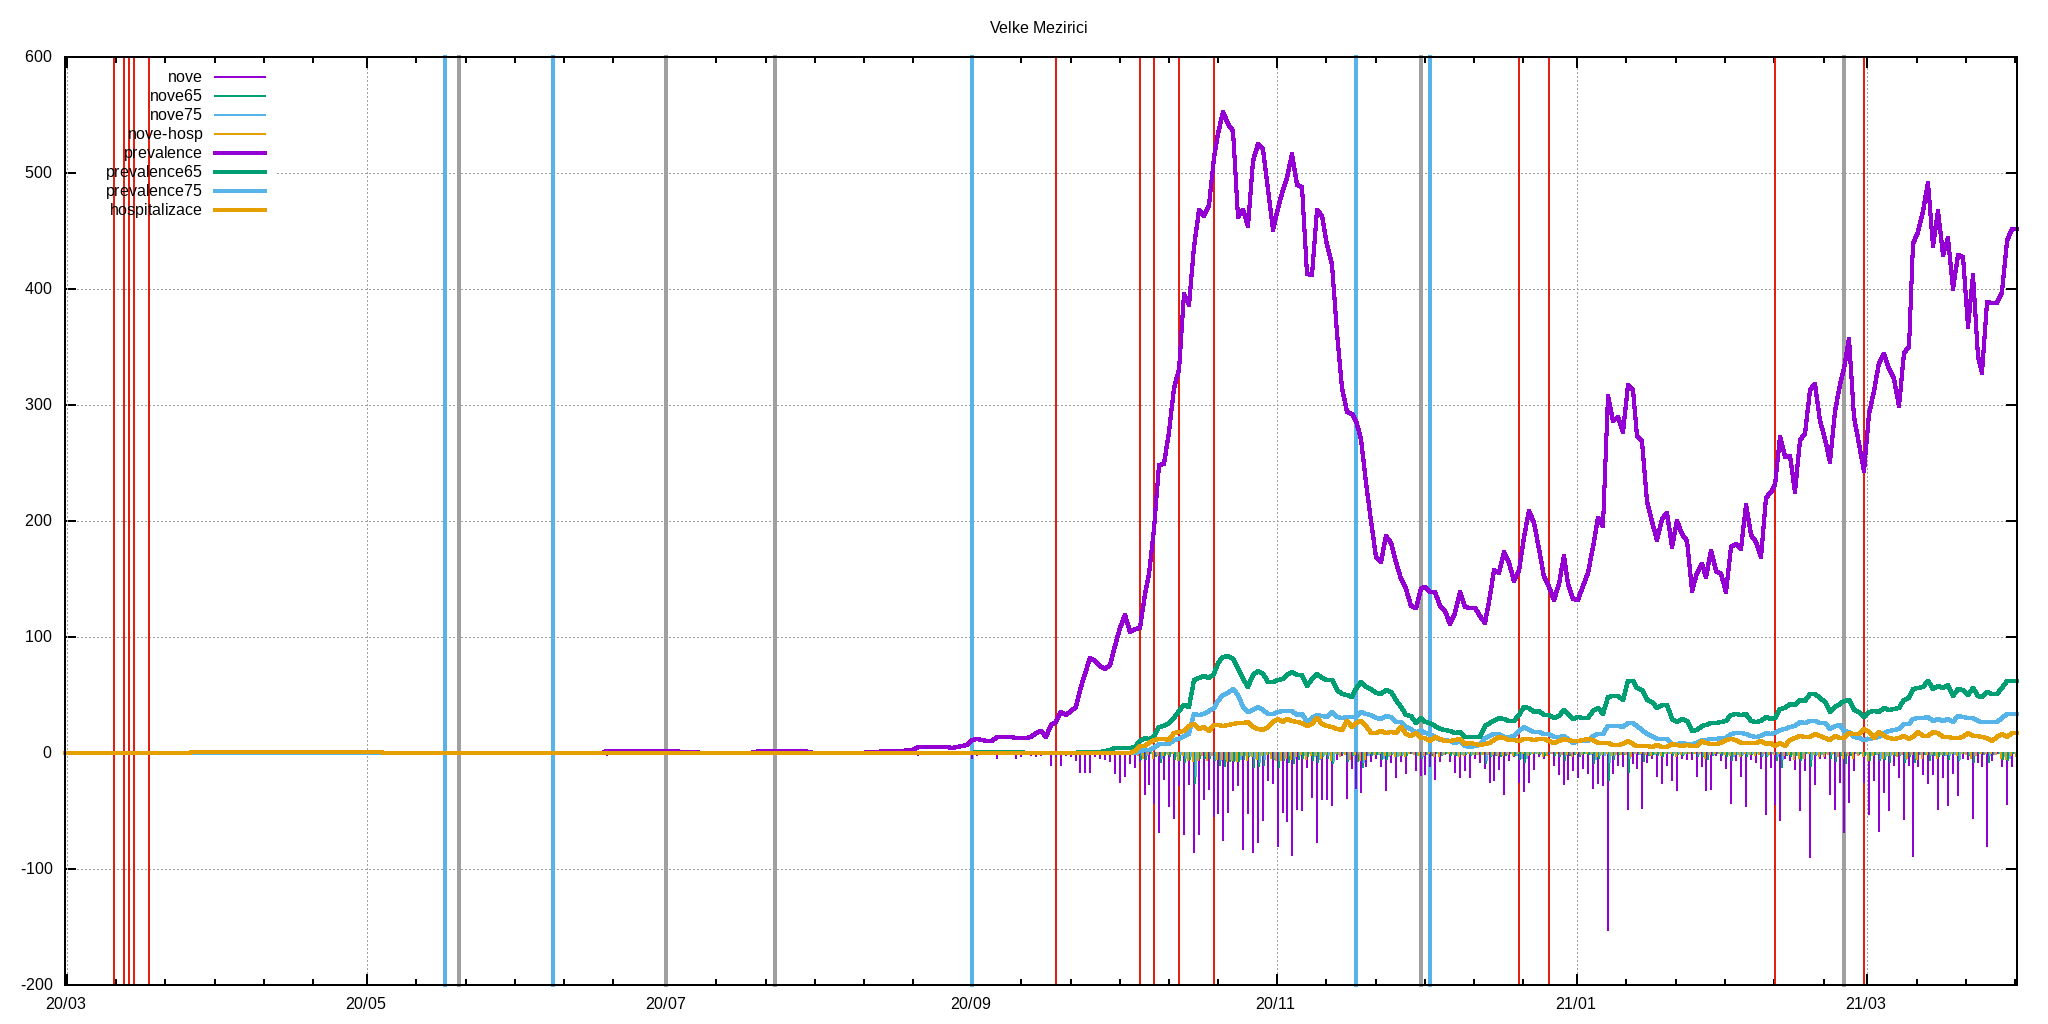 Velke Mezirici
600
nove
nove65
nove75
nove-hosp
prevalence
prevalence65
prevalence75
hospitalizace
500
400
300
200
100
0
-100
-200
20/03 20/05 20/07 20/09 20/11 21/01 21/03